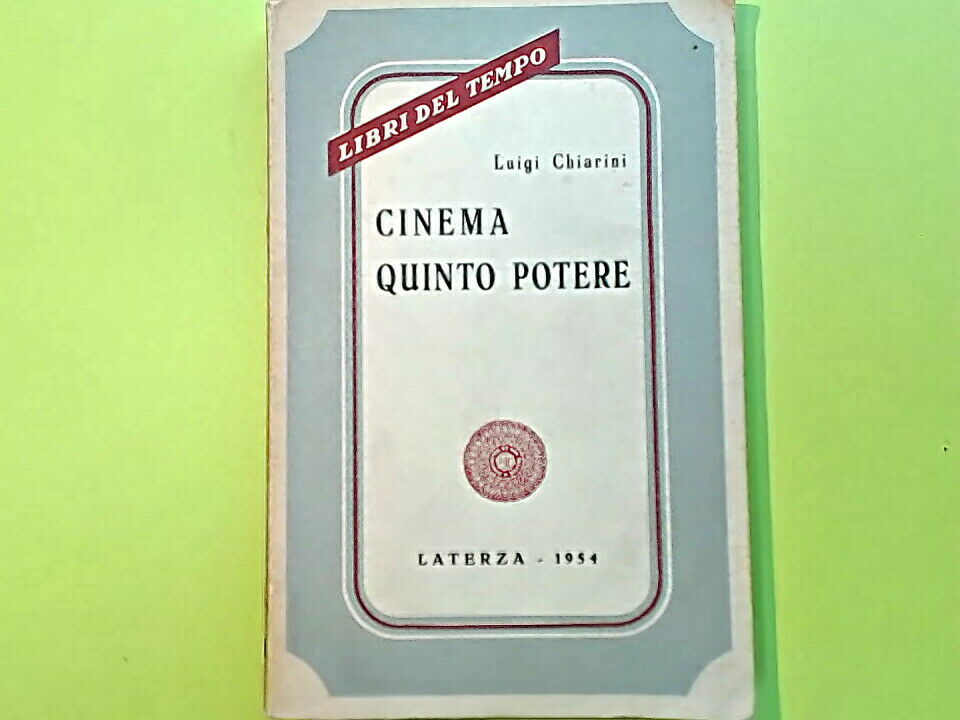 LIBRI DEL TEMPO
Luigi Chiarini
CINEMA
QUINTO POTERE
LATERZA - 1954